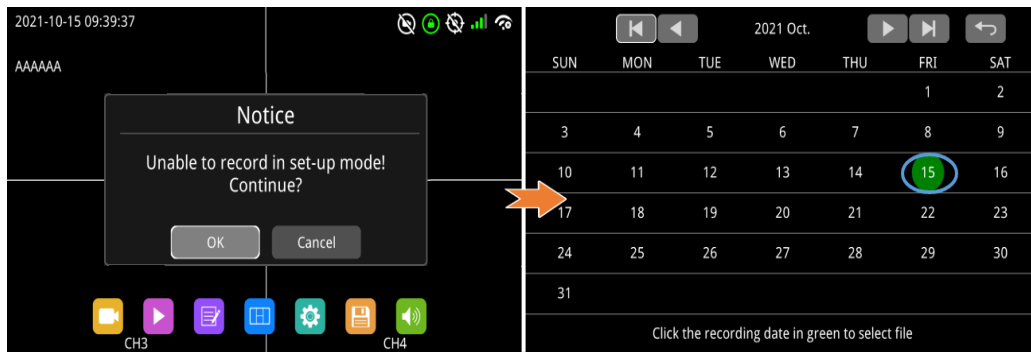 2021-10-15 09:39:37
AAAAAA
Notice
Unable to record in set-up mode!
Continue?
OK Cancel
CH3 CH4
2021 Oct.
SUN MON TUE WED THU FRI SAT
1 2
3 4 5 6 7 8 9
10 11 12 13 14 15 16
17 18 19 20 21 22 23
24 25 26 27 28 29 30
31
Click the recording date in green to select file